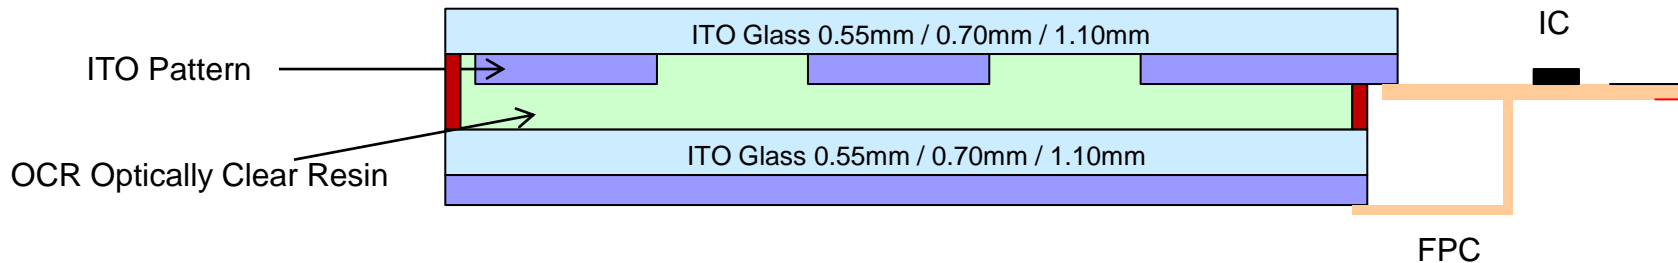 ITO Glass 0.55mm / 0.70mm / 1.10mm
IC
ITO Pattern
ITO Glass 0.55mm / 0.70mm / 1.10mm
OCR Optically Clear Resin
FPC